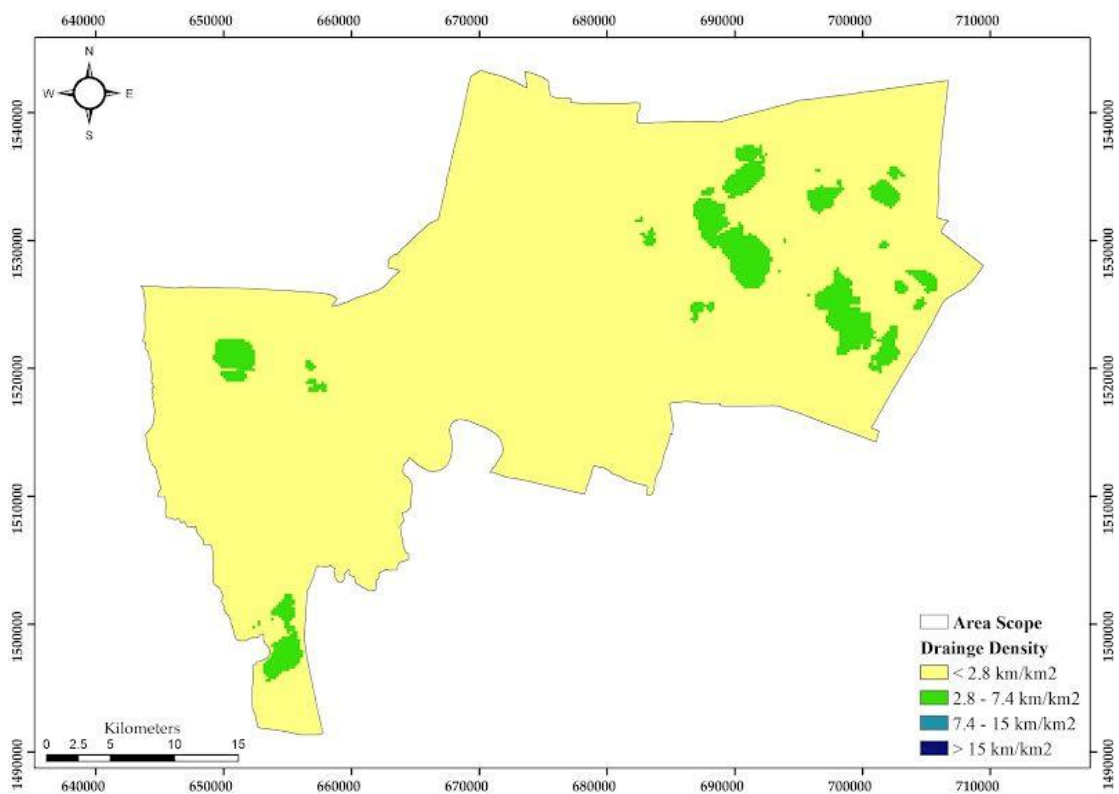 640000 650000 660000 670000 680000 690000 700000 710000
N
W E
S
1540000 1540000
1530000 1530000
1520000 1520000
1510000 1510000
1500000 1500000
1490000 1490000
Area Scope
Drainge Density
< 2.8 km/km2
2.8 - 7.4 km/km2
7.4 - 15 km/km2
> 15 km/km2
Kilometers
0 2.5 5 10 15
640000 650000 660000 670000 680000 690000 700000 710000